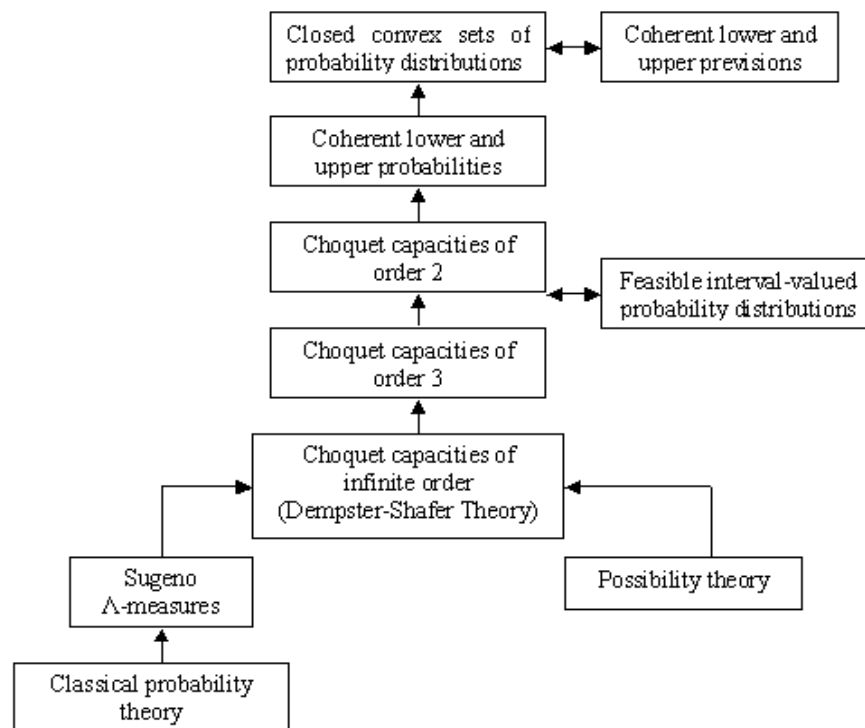 Closed convex sets of
probability distributions
Coherent lower and
upper previsions
Coherent lower and
upper probabilities
Choquet capacities of
order 2
Feasible interval-valued
probability distributions
Choquet capacities of
order 3
Choquet capacities of
infinite order
(Dempster-Shafer Theory)
Sugeno
Λ-measures
Possibility theory
Classical probability
theory